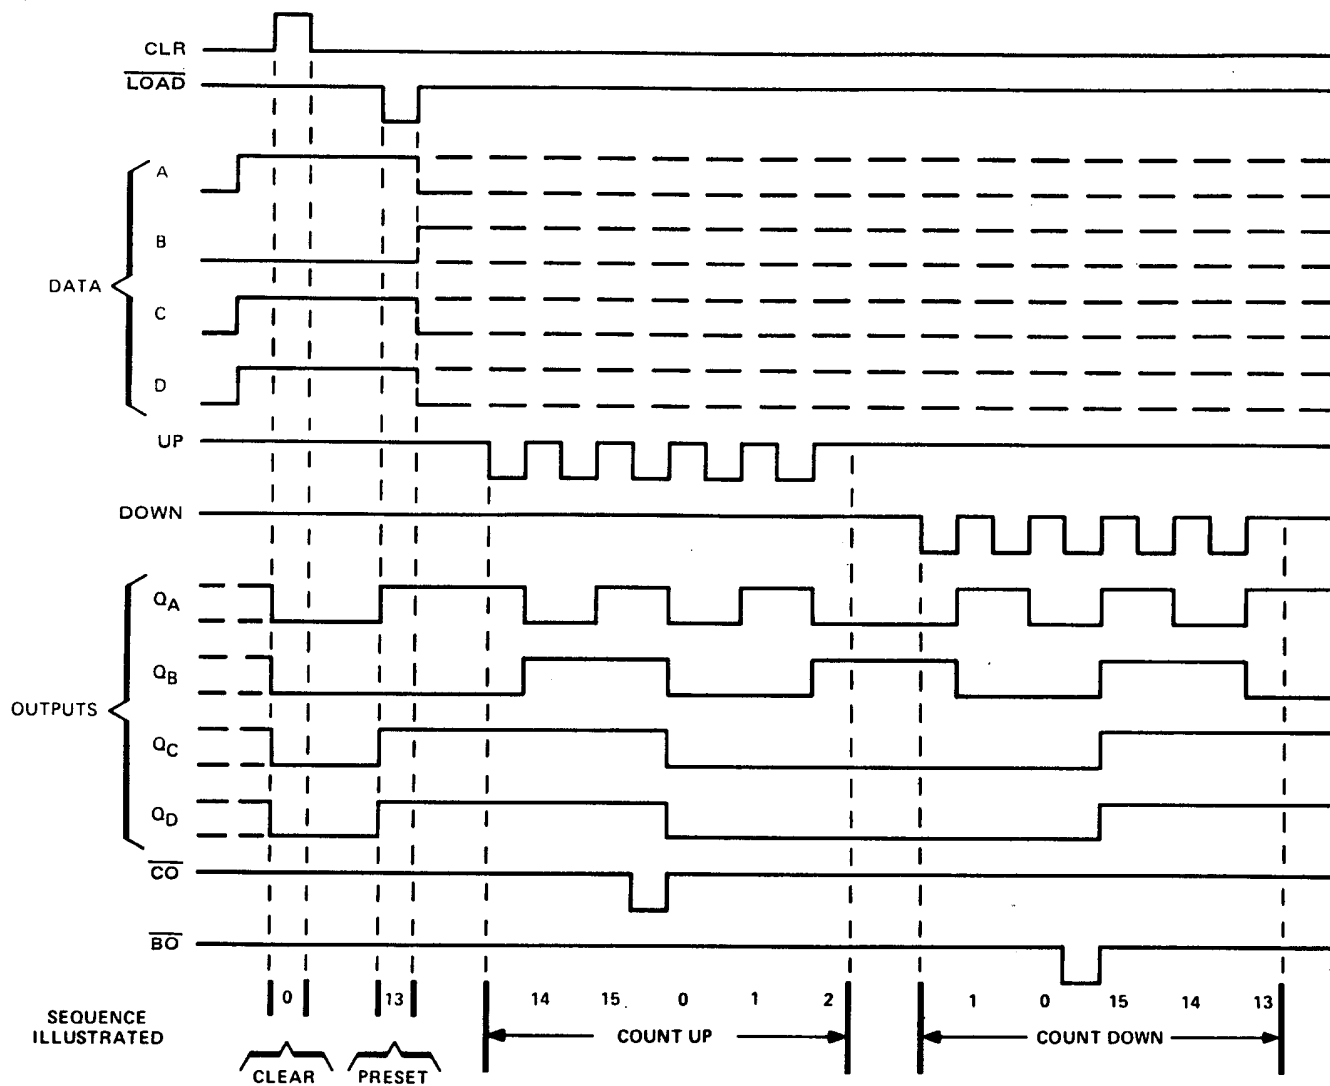 CLR
LOAD
A
B
DATA
C
D
UP
DOWN
QA
QB
OUTPUTS
QC
QD
CO
BO
SEQUENCE
ILLUSTRATED
0 13 14 15 0 1 2 1 0 15 14 13
COUNT UP COUNT DOWN
CLEAR PRESET